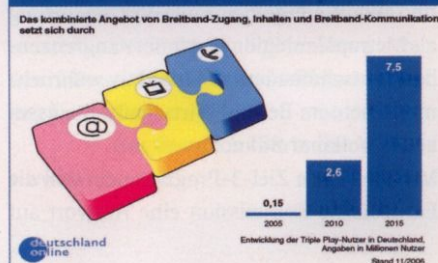 Das kombinierte Angebot von Breitband-Zugang, Inhalten und Breitband-Kommunikation
setzt sich durch
@
7.5
2,6
0,15
2005 2010 2015
Entwicklung der Triple Play-Nutzer in Deutschland,
Angaben in Millionen Nutzer
Stand 11/2006
deutschland
online